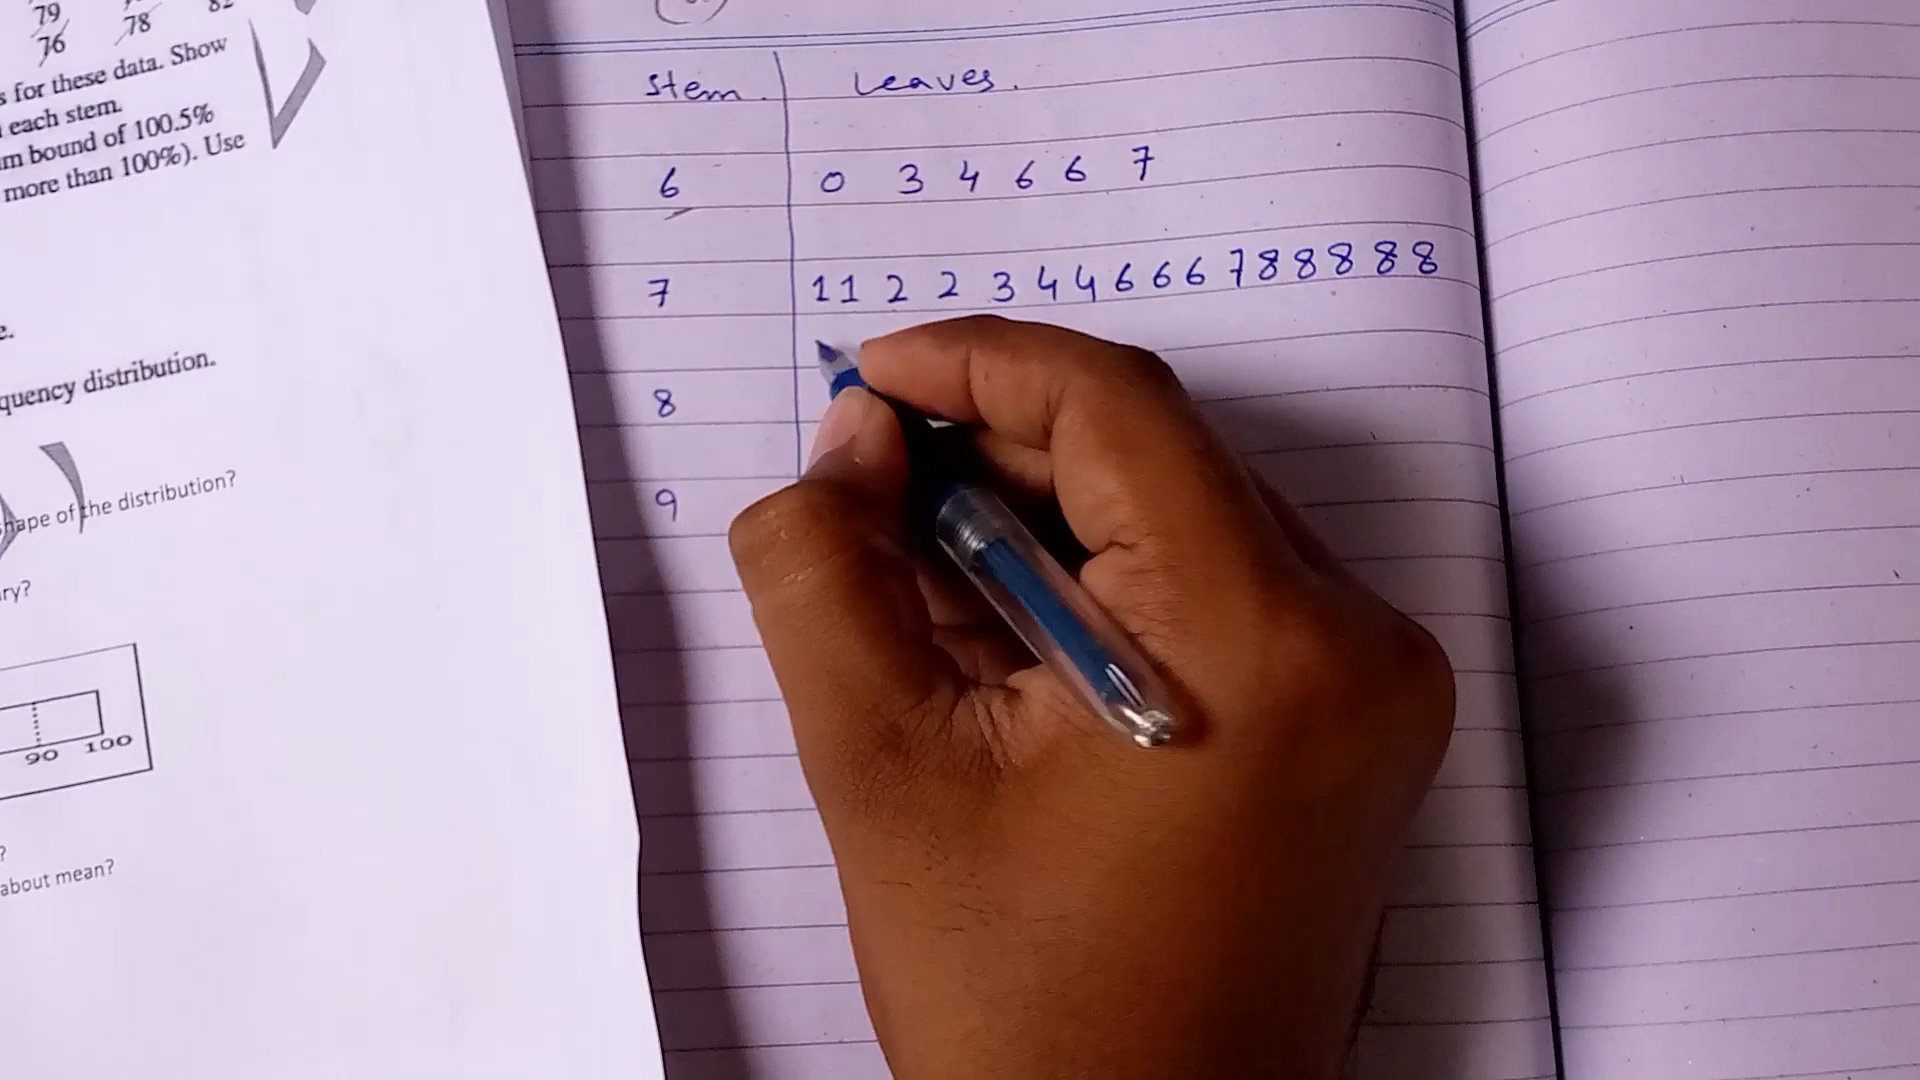 79
76 78
s for these data. Show
each stem.
m bound of 100.5%
more than 100%). Use
quency distribution.
hape of the distribution?
ry?
90 100
about mean?
Stem. Leaves.
6 0 3 4 6 6 7
7 1 1 2 2 3 4 4 6 6 6 7 8 8 8 8 8
8
9